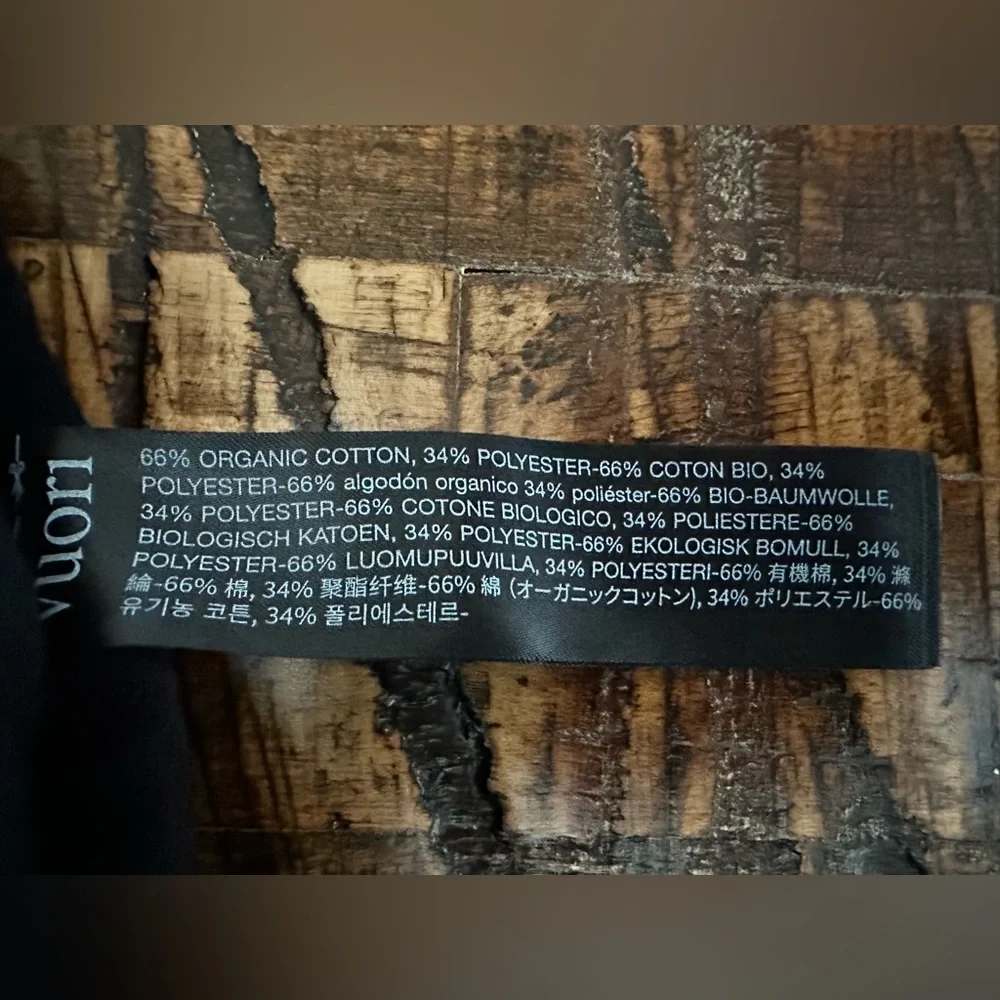 vuori
66% ORGANIC COTTON, 34% POLYESTER-66% COTON BIO, 34%
POLYESTER-66% algodón organico 34% poliéster-66% BIO-BAUMWOLLE,
34% POLYESTER-66% COTONE BIOLOGICO, 34% POLIESTERE-66%
BIOLOGISCH KATOEN, 34% POLYESTER-66% EKOLOGISK BOMULL, 34%
POLYESTER-66% LUOMUPUUVILLA, 34% POLYESTERI-66% 有機棉, 34% 滌
綸-66% 棉, 34% 聚酯纤维-66% 綿 (オーガニックコットン), 34% ポリエステル-66%
유기농 코튼, 34% 폴리에스테르-